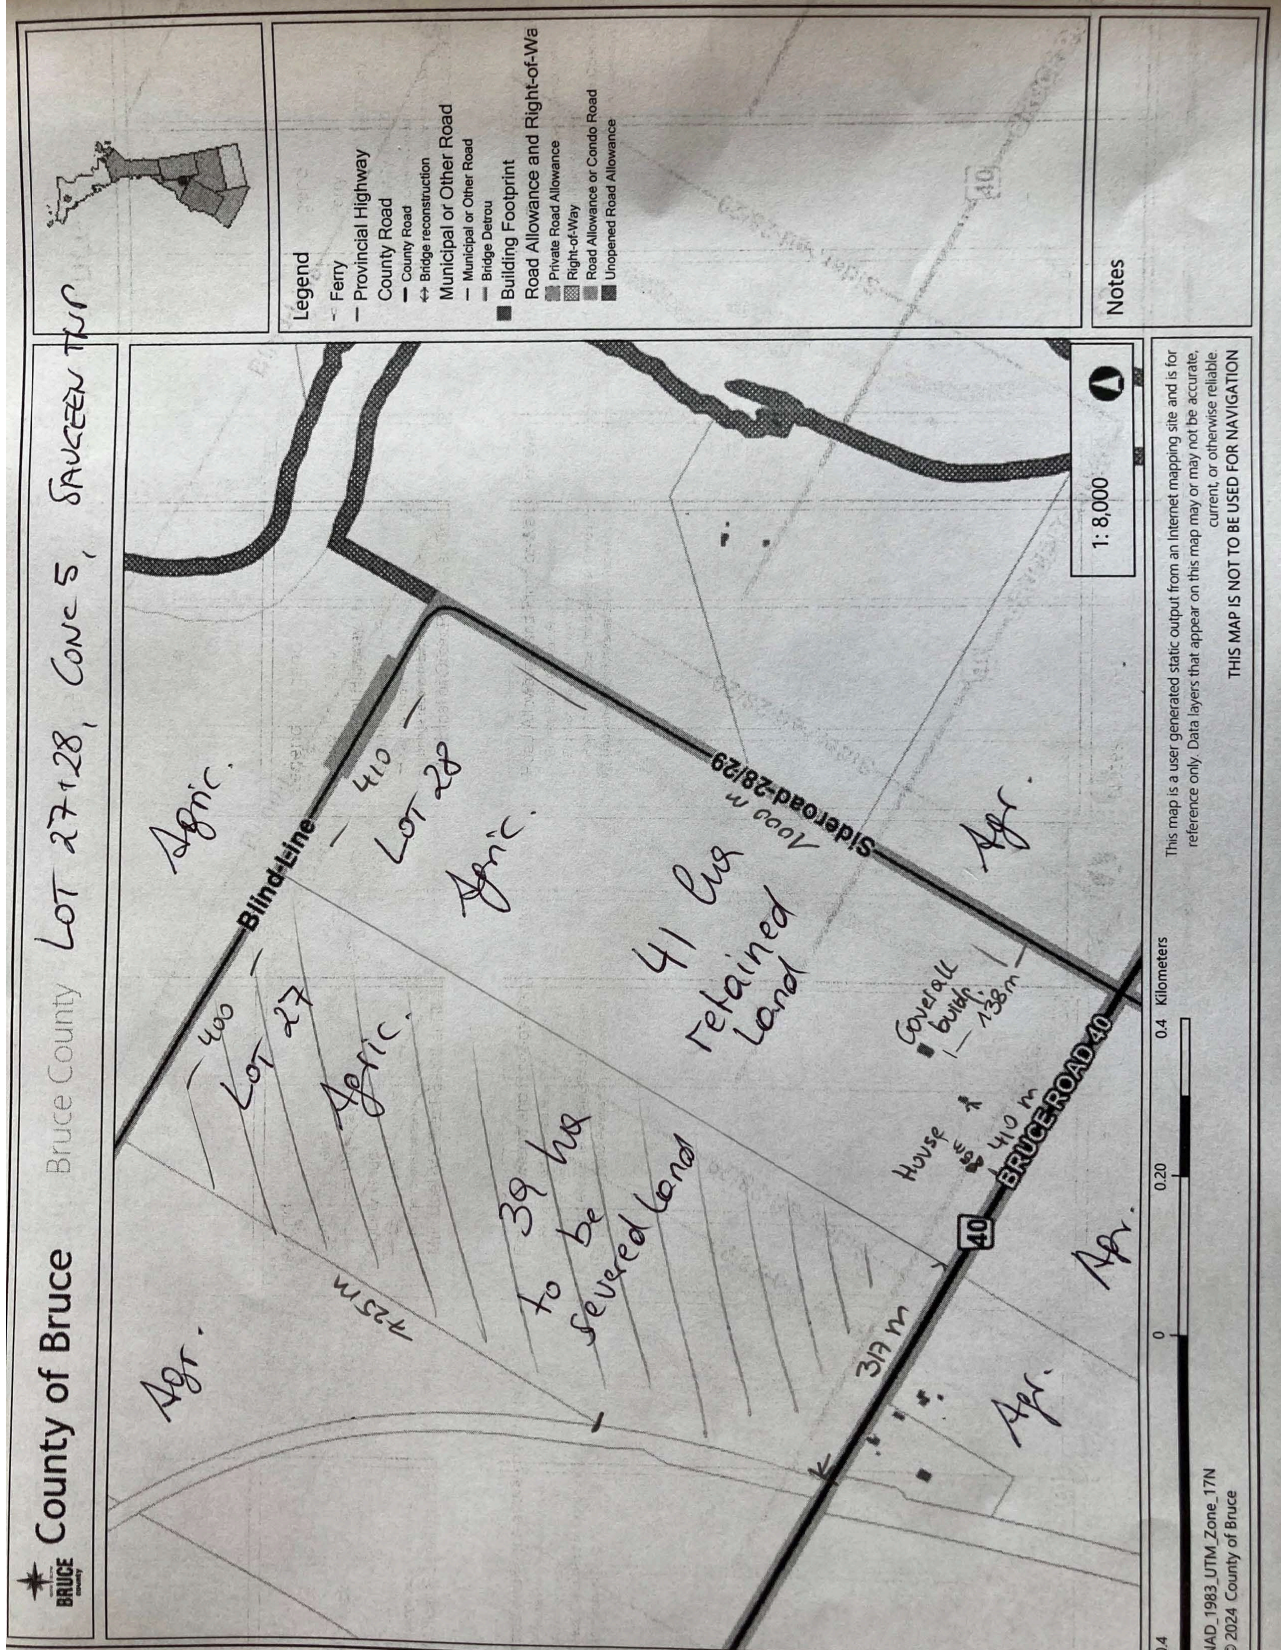 BRUCE
county
County of Bruce
Bruce County
LOT 27+28, CONC 5, SAUGEEN TWP
Legend
Ferry
Provincial Highway
County Road
County Road
Bridge reconstruction
Municipal or Other Road
Municipal or Other Road
Bridge Detrou
Building Footprint
Road Allowance and Right-of-Wa
Private Road Allowance
Right-of-Way
Road Allowance or Condo Road
Unopened Road Allowance
Notes
Agr.
Agric.
Blind-Line
400
LOT 27
Agric.
410
LOT 28
Agric.
725 m
39 ha
to be
severed land
41 ha
retained
land
Sideroad-28/29
1000 m
Agr.
Coverall
buildg.
138m
House
410 m
BRUCE ROAD 40
40
317 m
Agr.
Agr.
1: 8,000
0.4
0
0.20
0.4 Kilometers
NAD_1983_UTM_Zone_17N
© 2024 County of Bruce
This map is a user generated static output from an Internet mapping site and is for
reference only. Data layers that appear on this map may or may not be accurate,
current, or otherwise reliable.
THIS MAP IS NOT TO BE USED FOR NAVIGATION